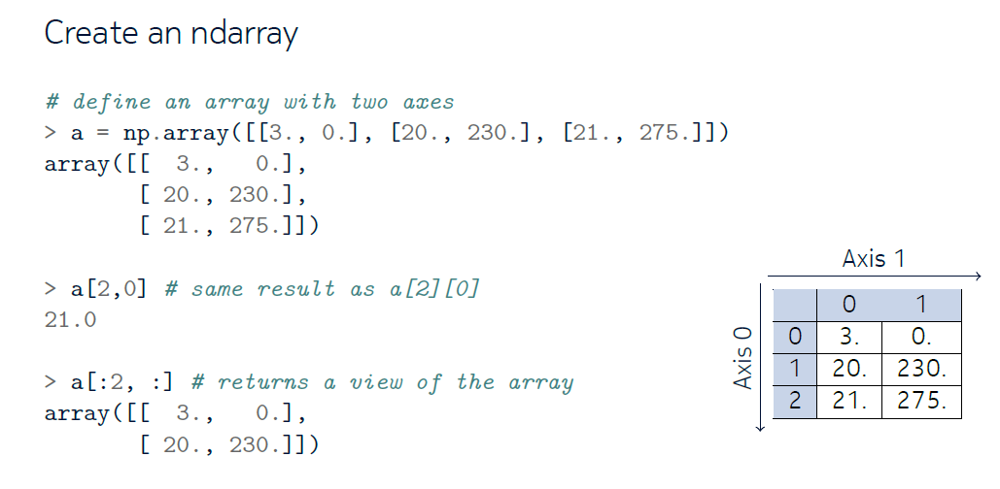 Create an ndarray
# define an array with two axes
> a = np.array([[3., 0.], [20., 230.], [21., 275.]])
array([[  3.,   0.],
       [ 20., 230.],
       [ 21., 275.]])
> a[2,0] # same result as a[2][0]
21.0
> a[:2, :] # returns a view of the array
array([[  3.,   0.],
       [ 20., 230.]])
Axis 1
Axis 0
0 1
0 3. 0.
1 20. 230.
2 21. 275.